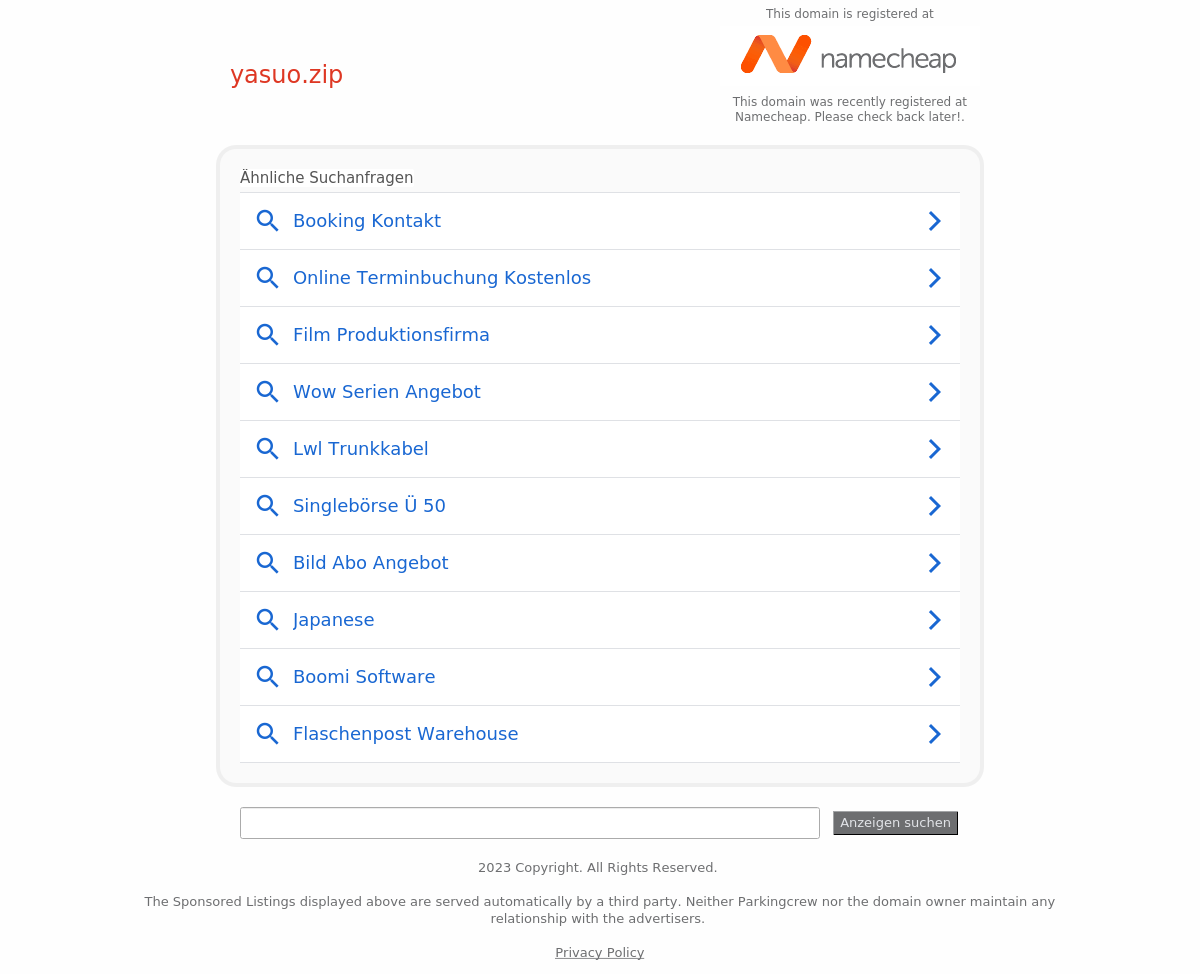 This domain is registered at
namecheap
yasuo.zip
This domain was recently registered at
Namecheap. Please check back later!.
Ähnliche Suchanfragen
Booking Kontakt
Online Terminbuchung Kostenlos
Film Produktionsfirma
Wow Serien Angebot
Lwl Trunkkabel
Singlebörse Ü 50
Bild Abo Angebot
Japanese
Boomi Software
Flaschenpost Warehouse
Anzeigen suchen
2023 Copyright. All Rights Reserved.
The Sponsored Listings displayed above are served automatically by a third party. Neither Parkingcrew nor the domain owner maintain any
relationship with the advertisers.
Privacy Policy